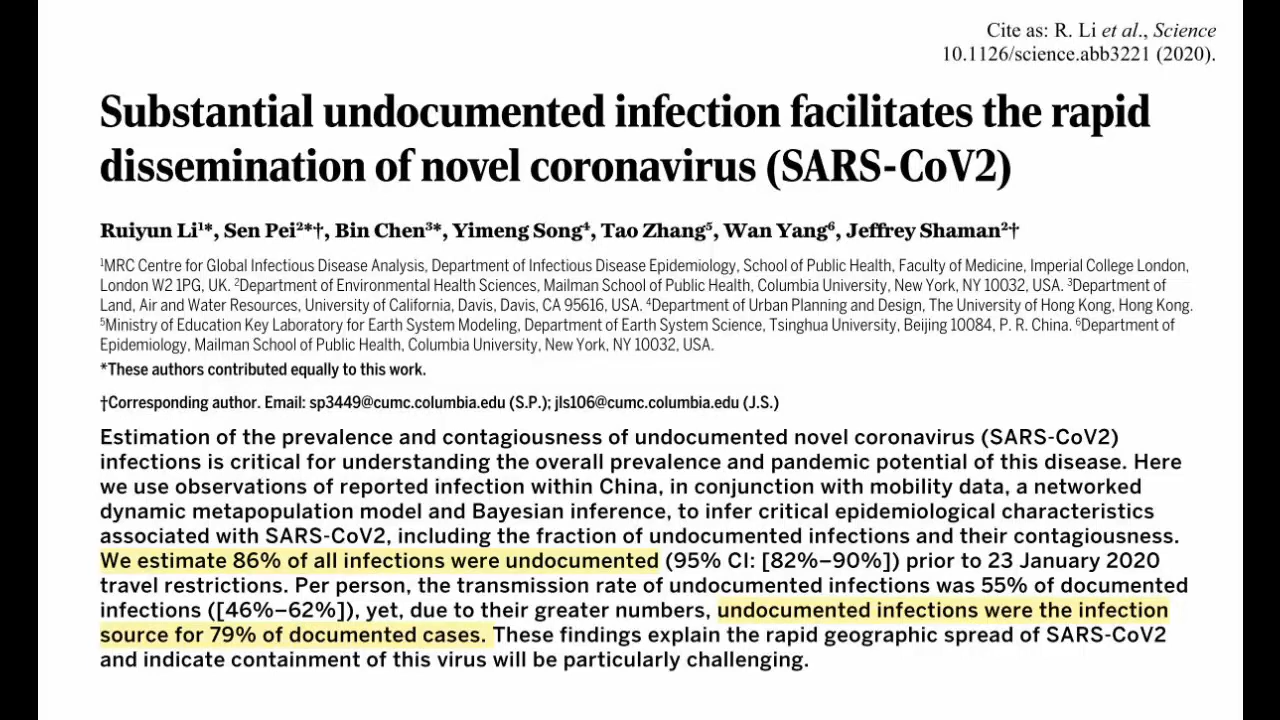 Cite as: R. Li et al., Science
10.1126/science.abb3221 (2020).
Substantial undocumented infection facilitates the rapid
dissemination of novel coronavirus (SARS-CoV2)
Ruiyun Li¹*, Sen Pei²*†, Bin Chen³*, Yimeng Song⁴, Tao Zhang⁵, Wan Yang⁶, Jeffrey Shaman²†
¹MRC Centre for Global Infectious Disease Analysis, Department of Infectious Disease Epidemiology, School of Public Health, Faculty of Medicine, Imperial College London,
London W2 1PG, UK. ²Department of Environmental Health Sciences, Mailman School of Public Health, Columbia University, New York, NY 10032, USA. ³Department of
Land, Air and Water Resources, University of California, Davis, Davis, CA 95616, USA. ⁴Department of Urban Planning and Design, The University of Hong Kong, Hong Kong.
⁵Ministry of Education Key Laboratory for Earth System Modeling, Department of Earth System Science, Tsinghua University, Beijing 10084, P. R. China. ⁶Department of
Epidemiology, Mailman School of Public Health, Columbia University, New York, NY 10032, USA.
*These authors contributed equally to this work.
†Corresponding author. Email: sp3449@cumc.columbia.edu (S.P.); jls106@cumc.columbia.edu (J.S.)
Estimation of the prevalence and contagiousness of undocumented novel coronavirus (SARS-CoV2)
infections is critical for understanding the overall prevalence and pandemic potential of this disease. Here
we use observations of reported infection within China, in conjunction with mobility data, a networked
dynamic metapopulation model and Bayesian inference, to infer critical epidemiological characteristics
associated with SARS-CoV2, including the fraction of undocumented infections and their contagiousness.
We estimate 86% of all infections were undocumented (95% CI: [82%–90%]) prior to 23 January 2020
travel restrictions. Per person, the transmission rate of undocumented infections was 55% of documented
infections ([46%–62%]), yet, due to their greater numbers, undocumented infections were the infection
source for 79% of documented cases. These findings explain the rapid geographic spread of SARS-CoV2
and indicate containment of this virus will be particularly challenging.